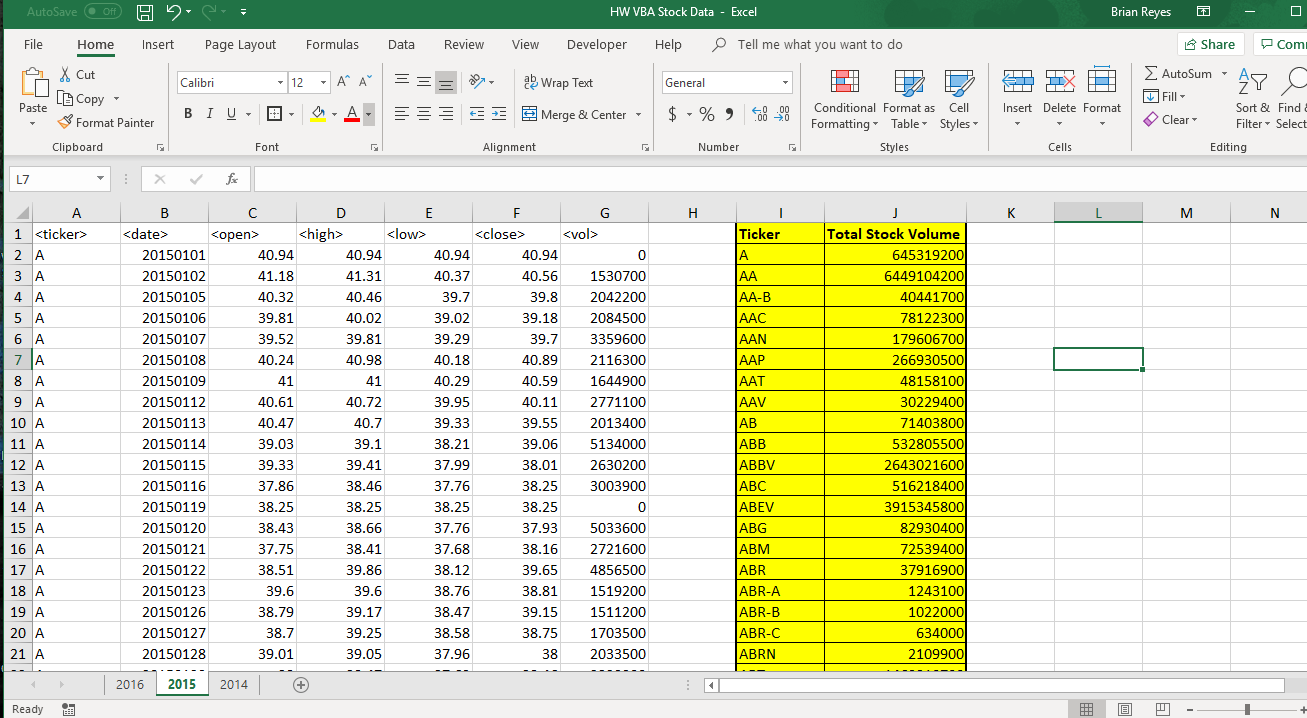 AutoSave Off HW VBA Stock Data - Excel Brian Reyes
File Home Insert Page Layout Formulas Data Review View Developer Help Tell me what you want to do Share
Cut Calibri 12 Wrap Text General AutoSum
Copy Fill
Paste Format Painter B I U Merge & Center $ % Conditional Formatting Format as Table Cell Styles Insert Delete Format Clear Sort & Filter Find & Select
Clipboard Font Alignment Number Styles Cells Editing
L7 fx
A B C D E F G H I J K L M N
1 <ticker> <date> <open> <high> <low> <close> <vol> Ticker Total Stock Volume
2 A 20150101 40.94 40.94 40.94 40.94 0 A 645319200
3 A 20150102 41.18 41.31 40.37 40.56 1530700 AA 6449104200
4 A 20150105 40.32 40.46 39.7 39.8 2042200 AA-B 40441700
5 A 20150106 39.81 40.02 39.02 39.18 2084500 AAC 78122300
6 A 20150107 39.52 39.81 39.29 39.7 3359600 AAN 179606700
7 A 20150108 40.24 40.98 40.18 40.89 2116300 AAP 266930500
8 A 20150109 41 41 40.29 40.59 1644900 AAT 48158100
9 A 20150112 40.61 40.72 39.95 40.11 2771100 AAV 30229400
10 A 20150113 40.47 40.7 39.33 39.55 2013400 AB 71403800
11 A 20150114 39.03 39.1 38.21 39.06 5134000 ABB 532805500
12 A 20150115 39.33 39.41 37.99 38.01 2630200 ABBV 2643021600
13 A 20150116 37.86 38.46 37.76 38.25 3003900 ABC 516218400
14 A 20150119 38.25 38.25 38.25 38.25 0 ABEV 3915345800
15 A 20150120 38.43 38.66 37.76 37.93 5033600 ABG 82930400
16 A 20150121 37.75 38.41 37.68 38.16 2721600 ABM 72539400
17 A 20150122 38.51 39.86 38.12 39.65 4856500 ABR 37916900
18 A 20150123 39.6 39.6 38.76 38.81 1519200 ABR-A 1243100
19 A 20150126 38.79 39.17 38.47 39.15 1511200 ABR-B 1022000
20 A 20150127 38.7 39.25 38.58 38.75 1703500 ABR-C 634000
21 A 20150128 39.01 39.05 37.96 38 2033500 ABRN 2109900
2016 2015 2014
Ready